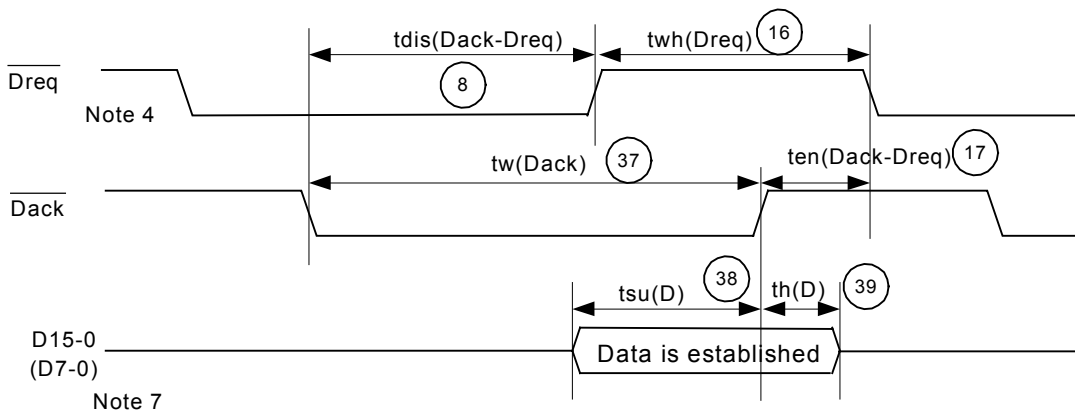 tdis(Dack-Dreq) twh(Dreq) 16
Dreq 8
Note 4
tw(Dack) 37 ten(Dack-Dreq) 17
Dack
tsu(D) 38 th(D) 39
D15-0
(D7-0) Data is established
Note 7